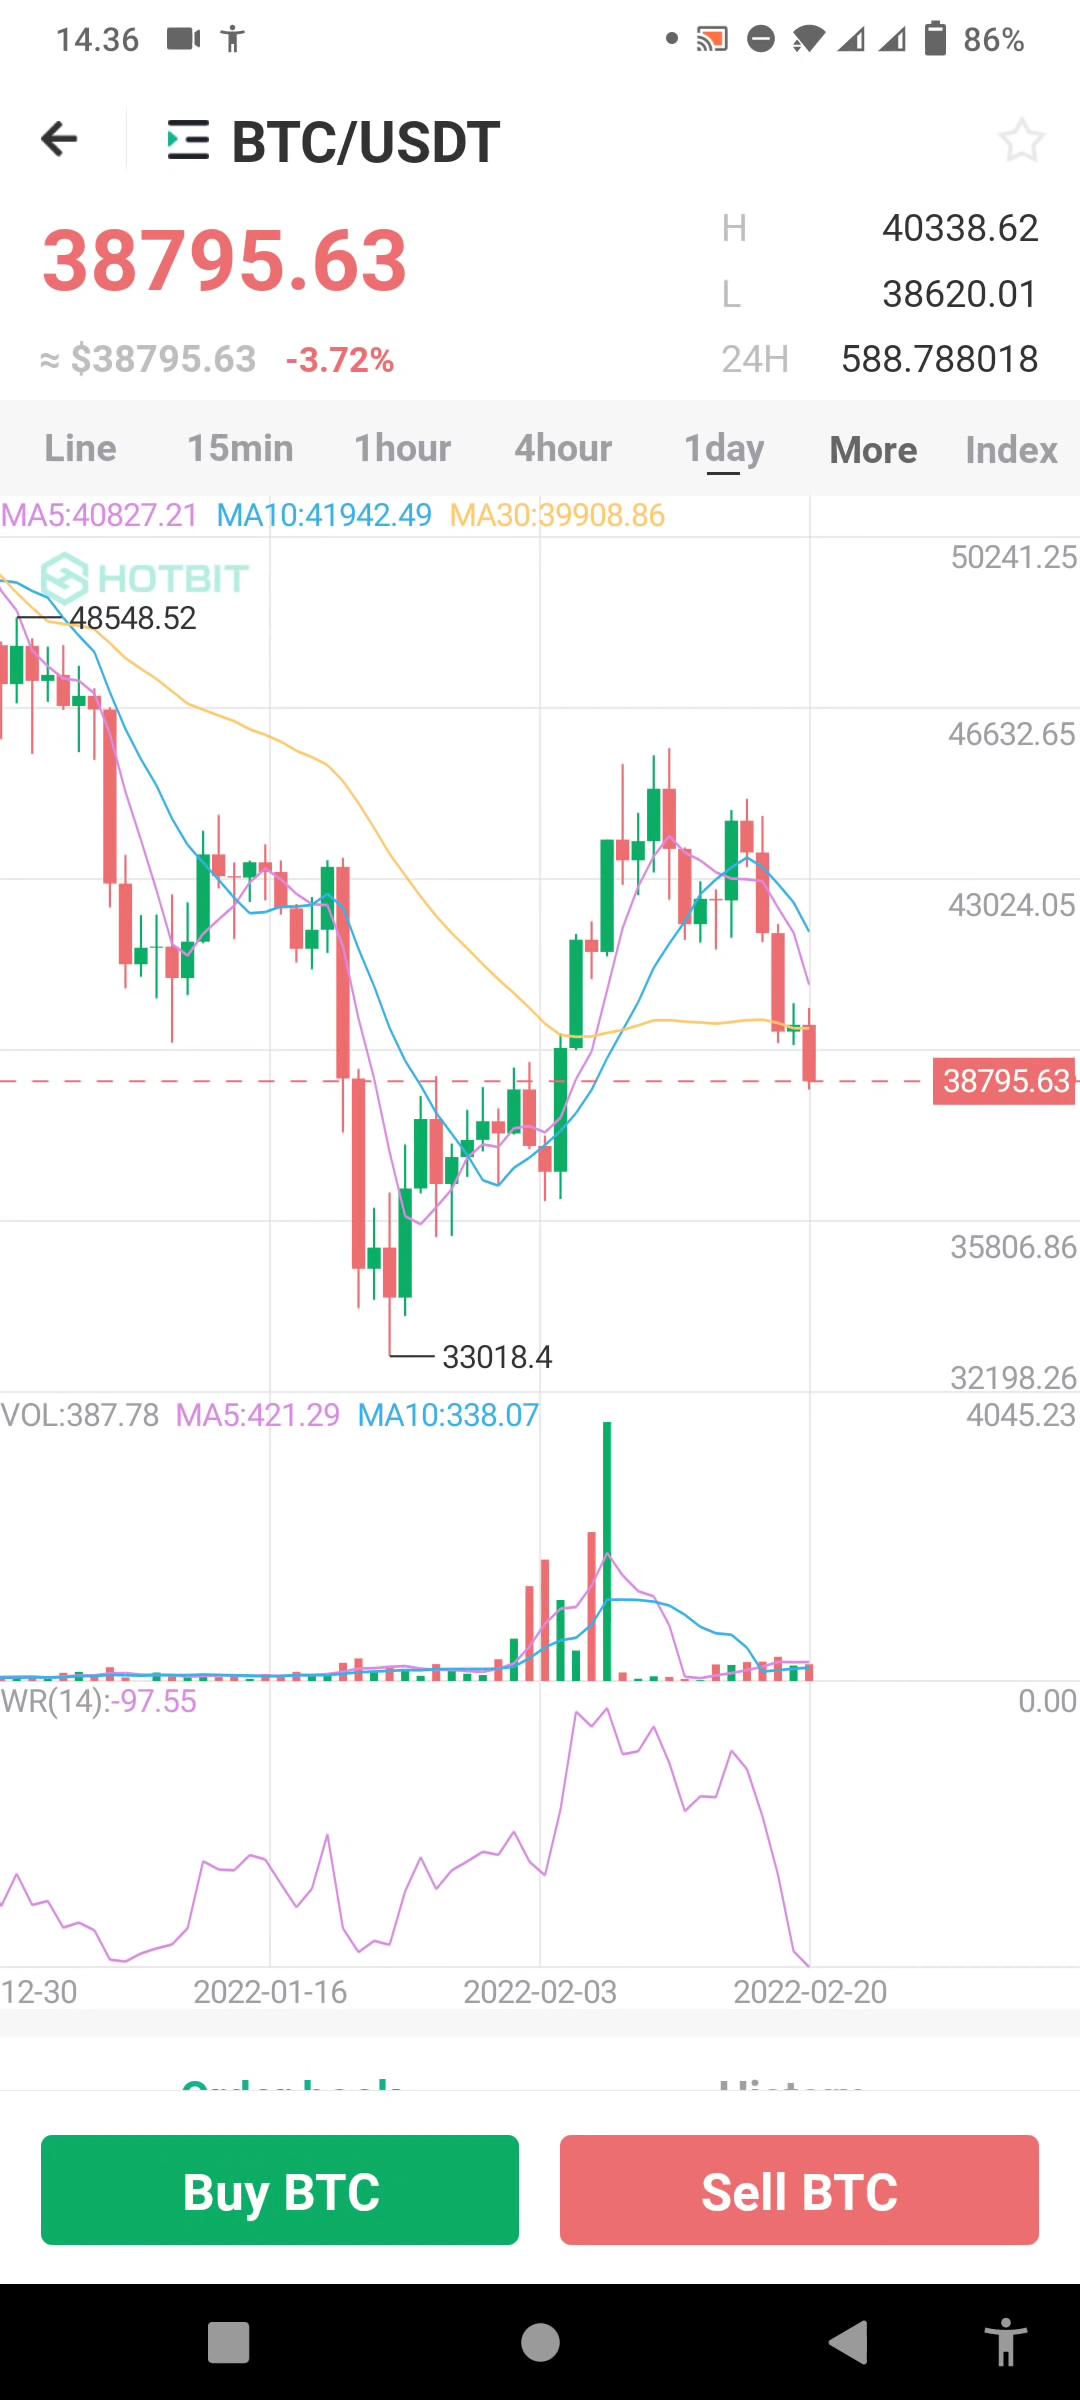 14.36 86%
BTC/USDT
38795.63
H 40338.62
L 38620.01
≈ $38795.63 -3.72%
24H 588.788018
Line 15min 1hour 4hour 1day More Index
MA5:40827.21 MA10:41942.49 MA30:39908.86
50241.25
HOTBIT
48548.52
46632.65
43024.05
38795.63
35806.86
33018.4
32198.26
VOL:387.78 MA5:421.29 MA10:338.07 4045.23
WR(14):-97.55 0.00
12-30 2022-01-16 2022-02-03 2022-02-20
Order book History
Buy BTC Sell BTC